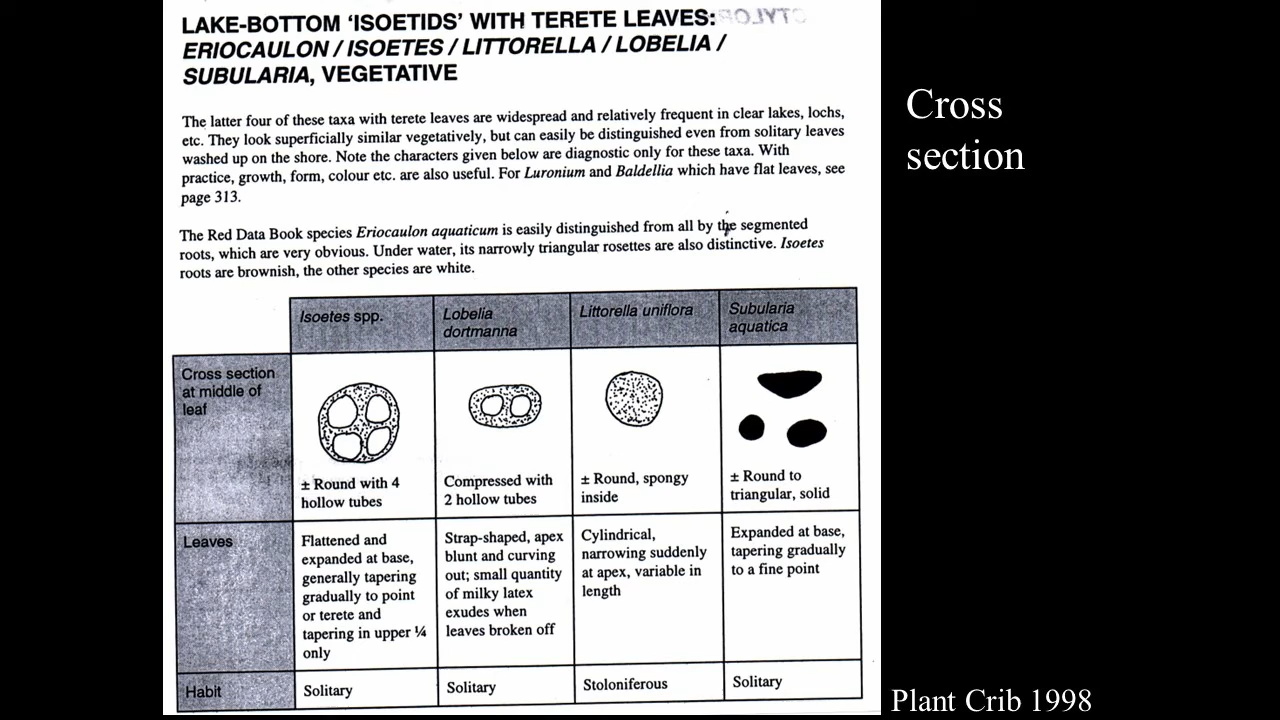 LAKE-BOTTOM ‘ISOETIDS’ WITH TERETE LEAVES:
ERIOCAULON / ISOETES / LITTORELLA / LOBELIA /
SUBULARIA, VEGETATIVE
The latter four of these taxa with terete leaves are widespread and relatively frequent in clear lakes, lochs,
etc. They look superficially similar vegetatively, but can easily be distinguished even from solitary leaves
washed up on the shore. Note the characters given below are diagnostic only for these taxa. With
practice, growth, form, colour etc. are also useful. For Luronium and Baldellia which have flat leaves, see
page 313.
The Red Data Book species Eriocaulon aquaticum is easily distinguished from all by the segmented
roots, which are very obvious. Under water, its narrowly triangular rosettes are also distinctive. Isoetes
roots are brownish, the other species are white.
Isoetes spp.
Lobelia
dortmanna
Littorella uniflora
Subularia
aquatica
Cross section
at middle of
leaf
± Round with 4
hollow tubes
Compressed with
2 hollow tubes
± Round, spongy
inside
± Round to
triangular, solid
Leaves
Flattened and
expanded at base,
generally tapering
gradually to point
or terete and
tapering in upper ¼
only
Strap-shaped, apex
blunt and curving
out; small quantity
of milky latex
exudes when
leaves broken off
Cylindrical,
narrowing suddenly
at apex, variable in
length
Expanded at base,
tapering gradually
to a fine point
Habit
Solitary
Solitary
Stoloniferous
Solitary
Cross
section
Plant Crib 1998